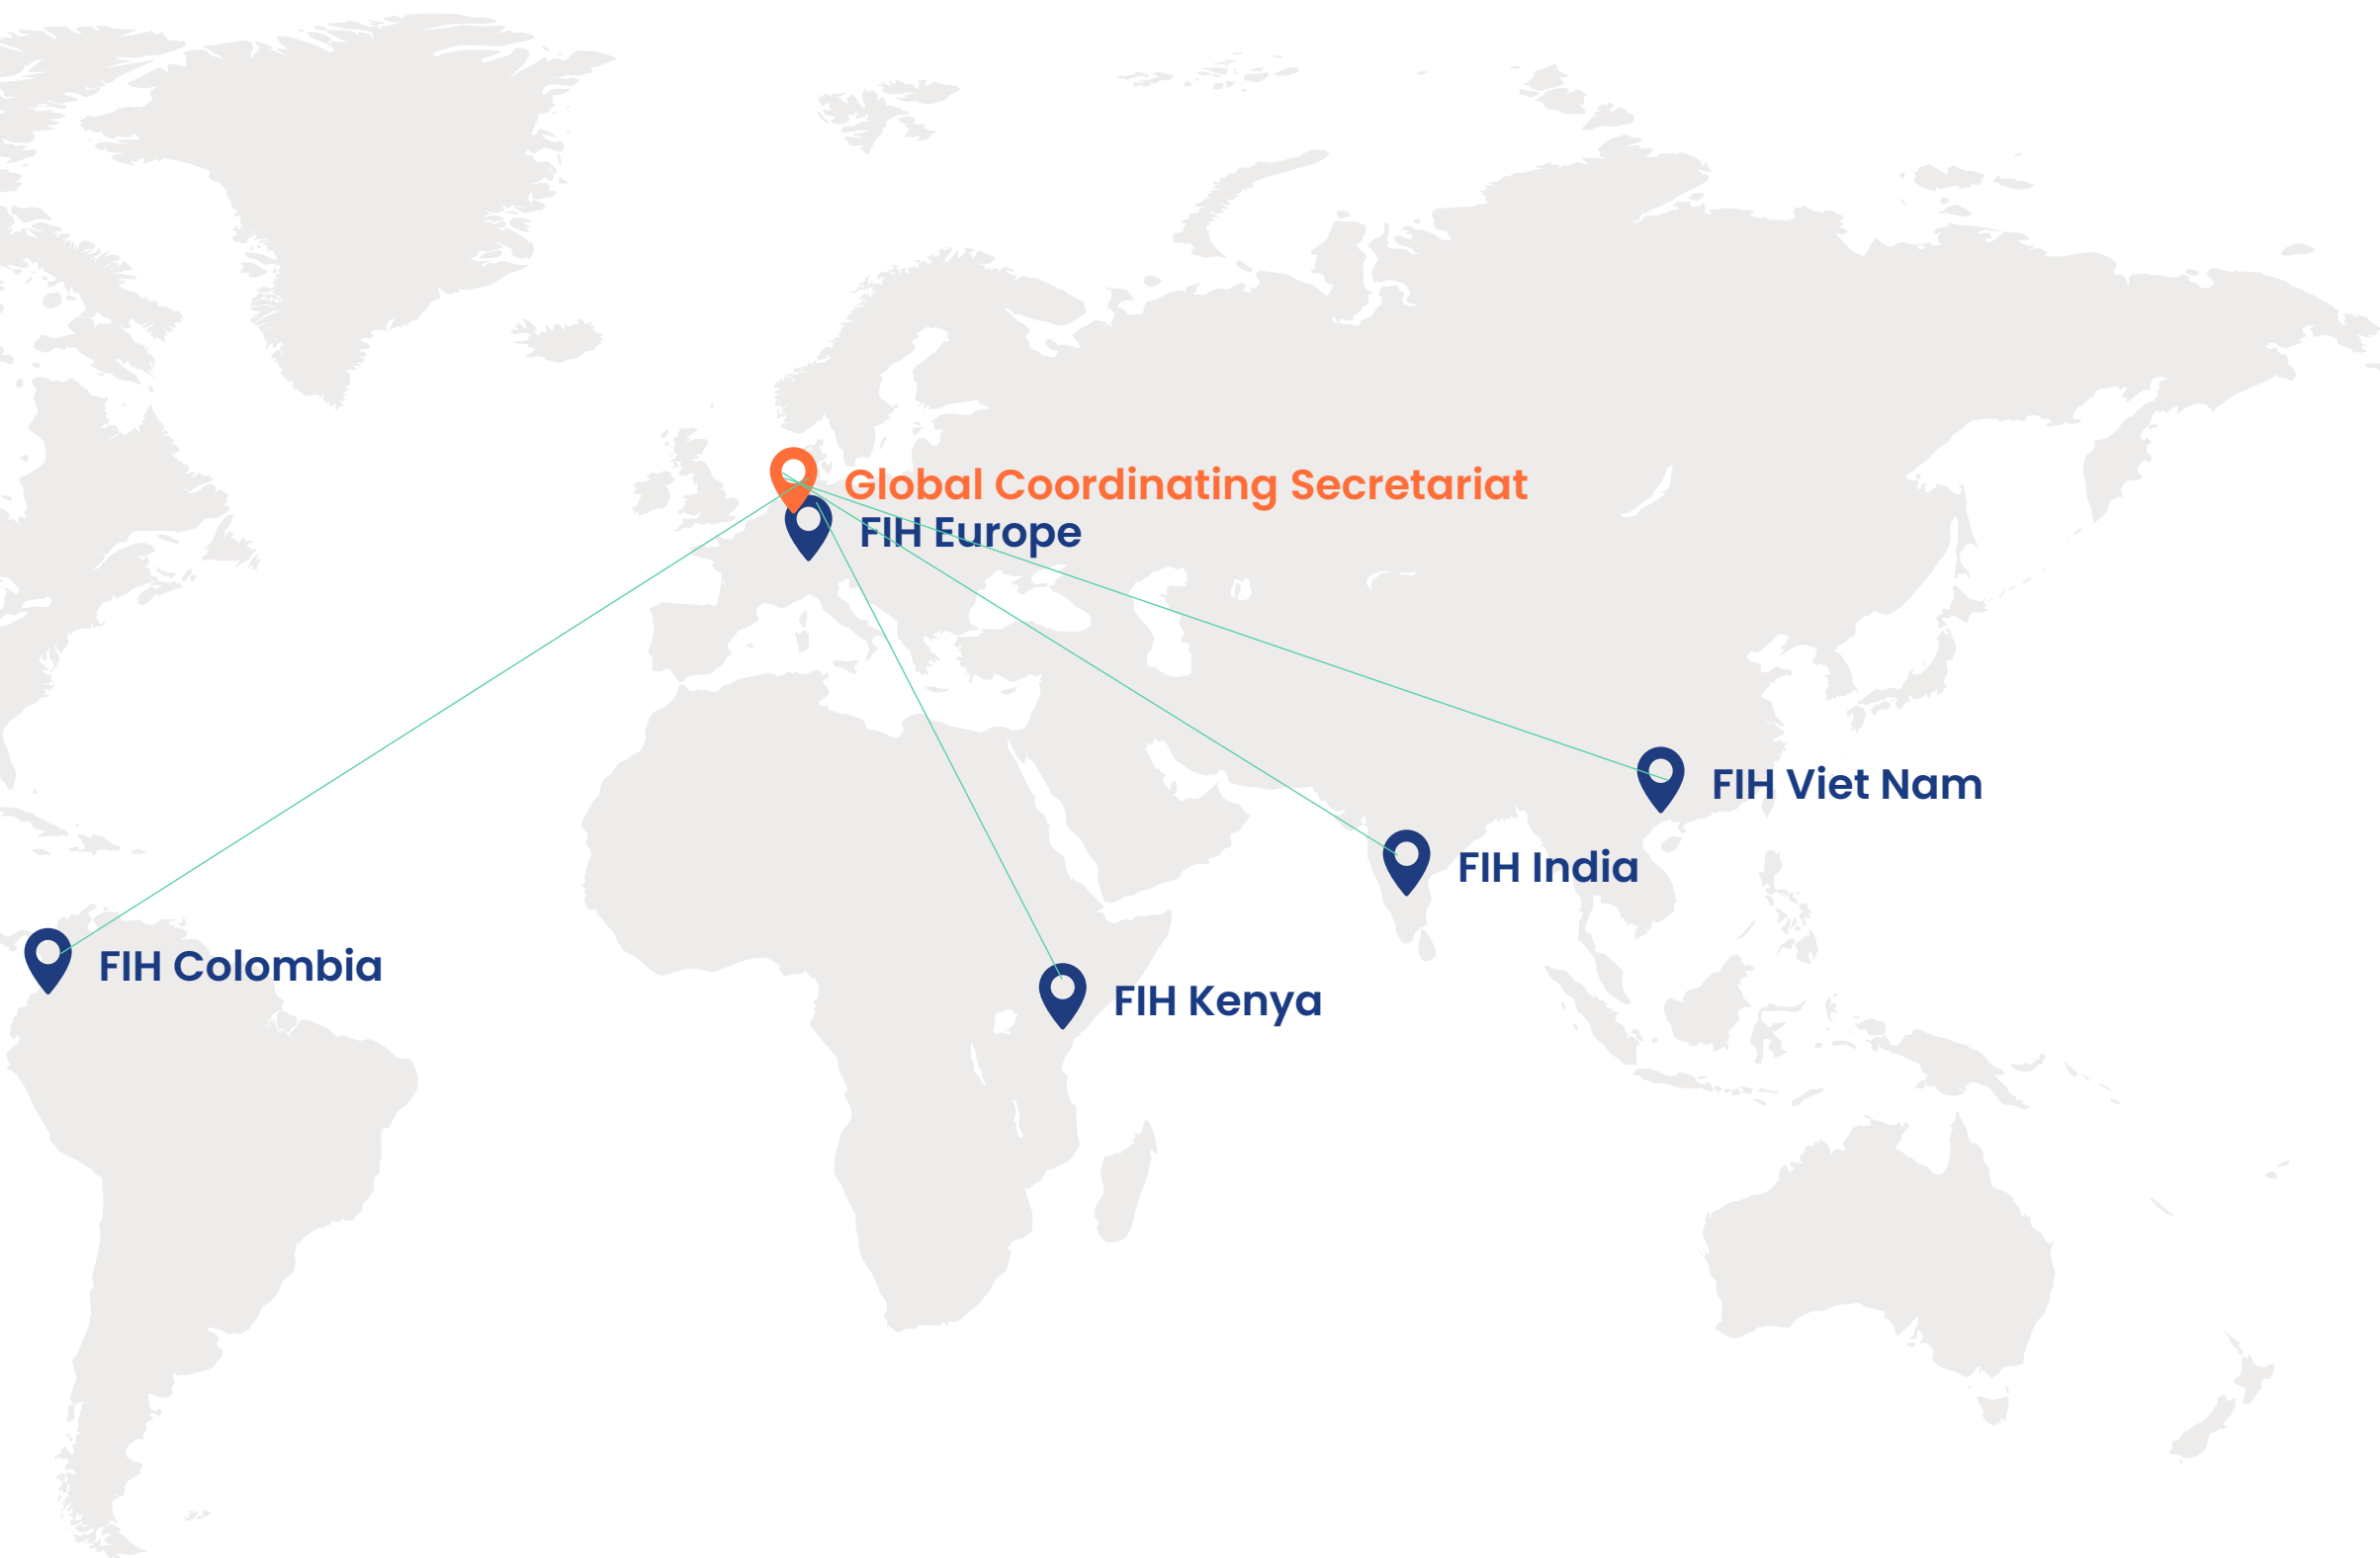 Global Coordinating Secretariat
FIH Europe
FIH Viet Nam
FIH India
FIH Colombia
FIH Kenya